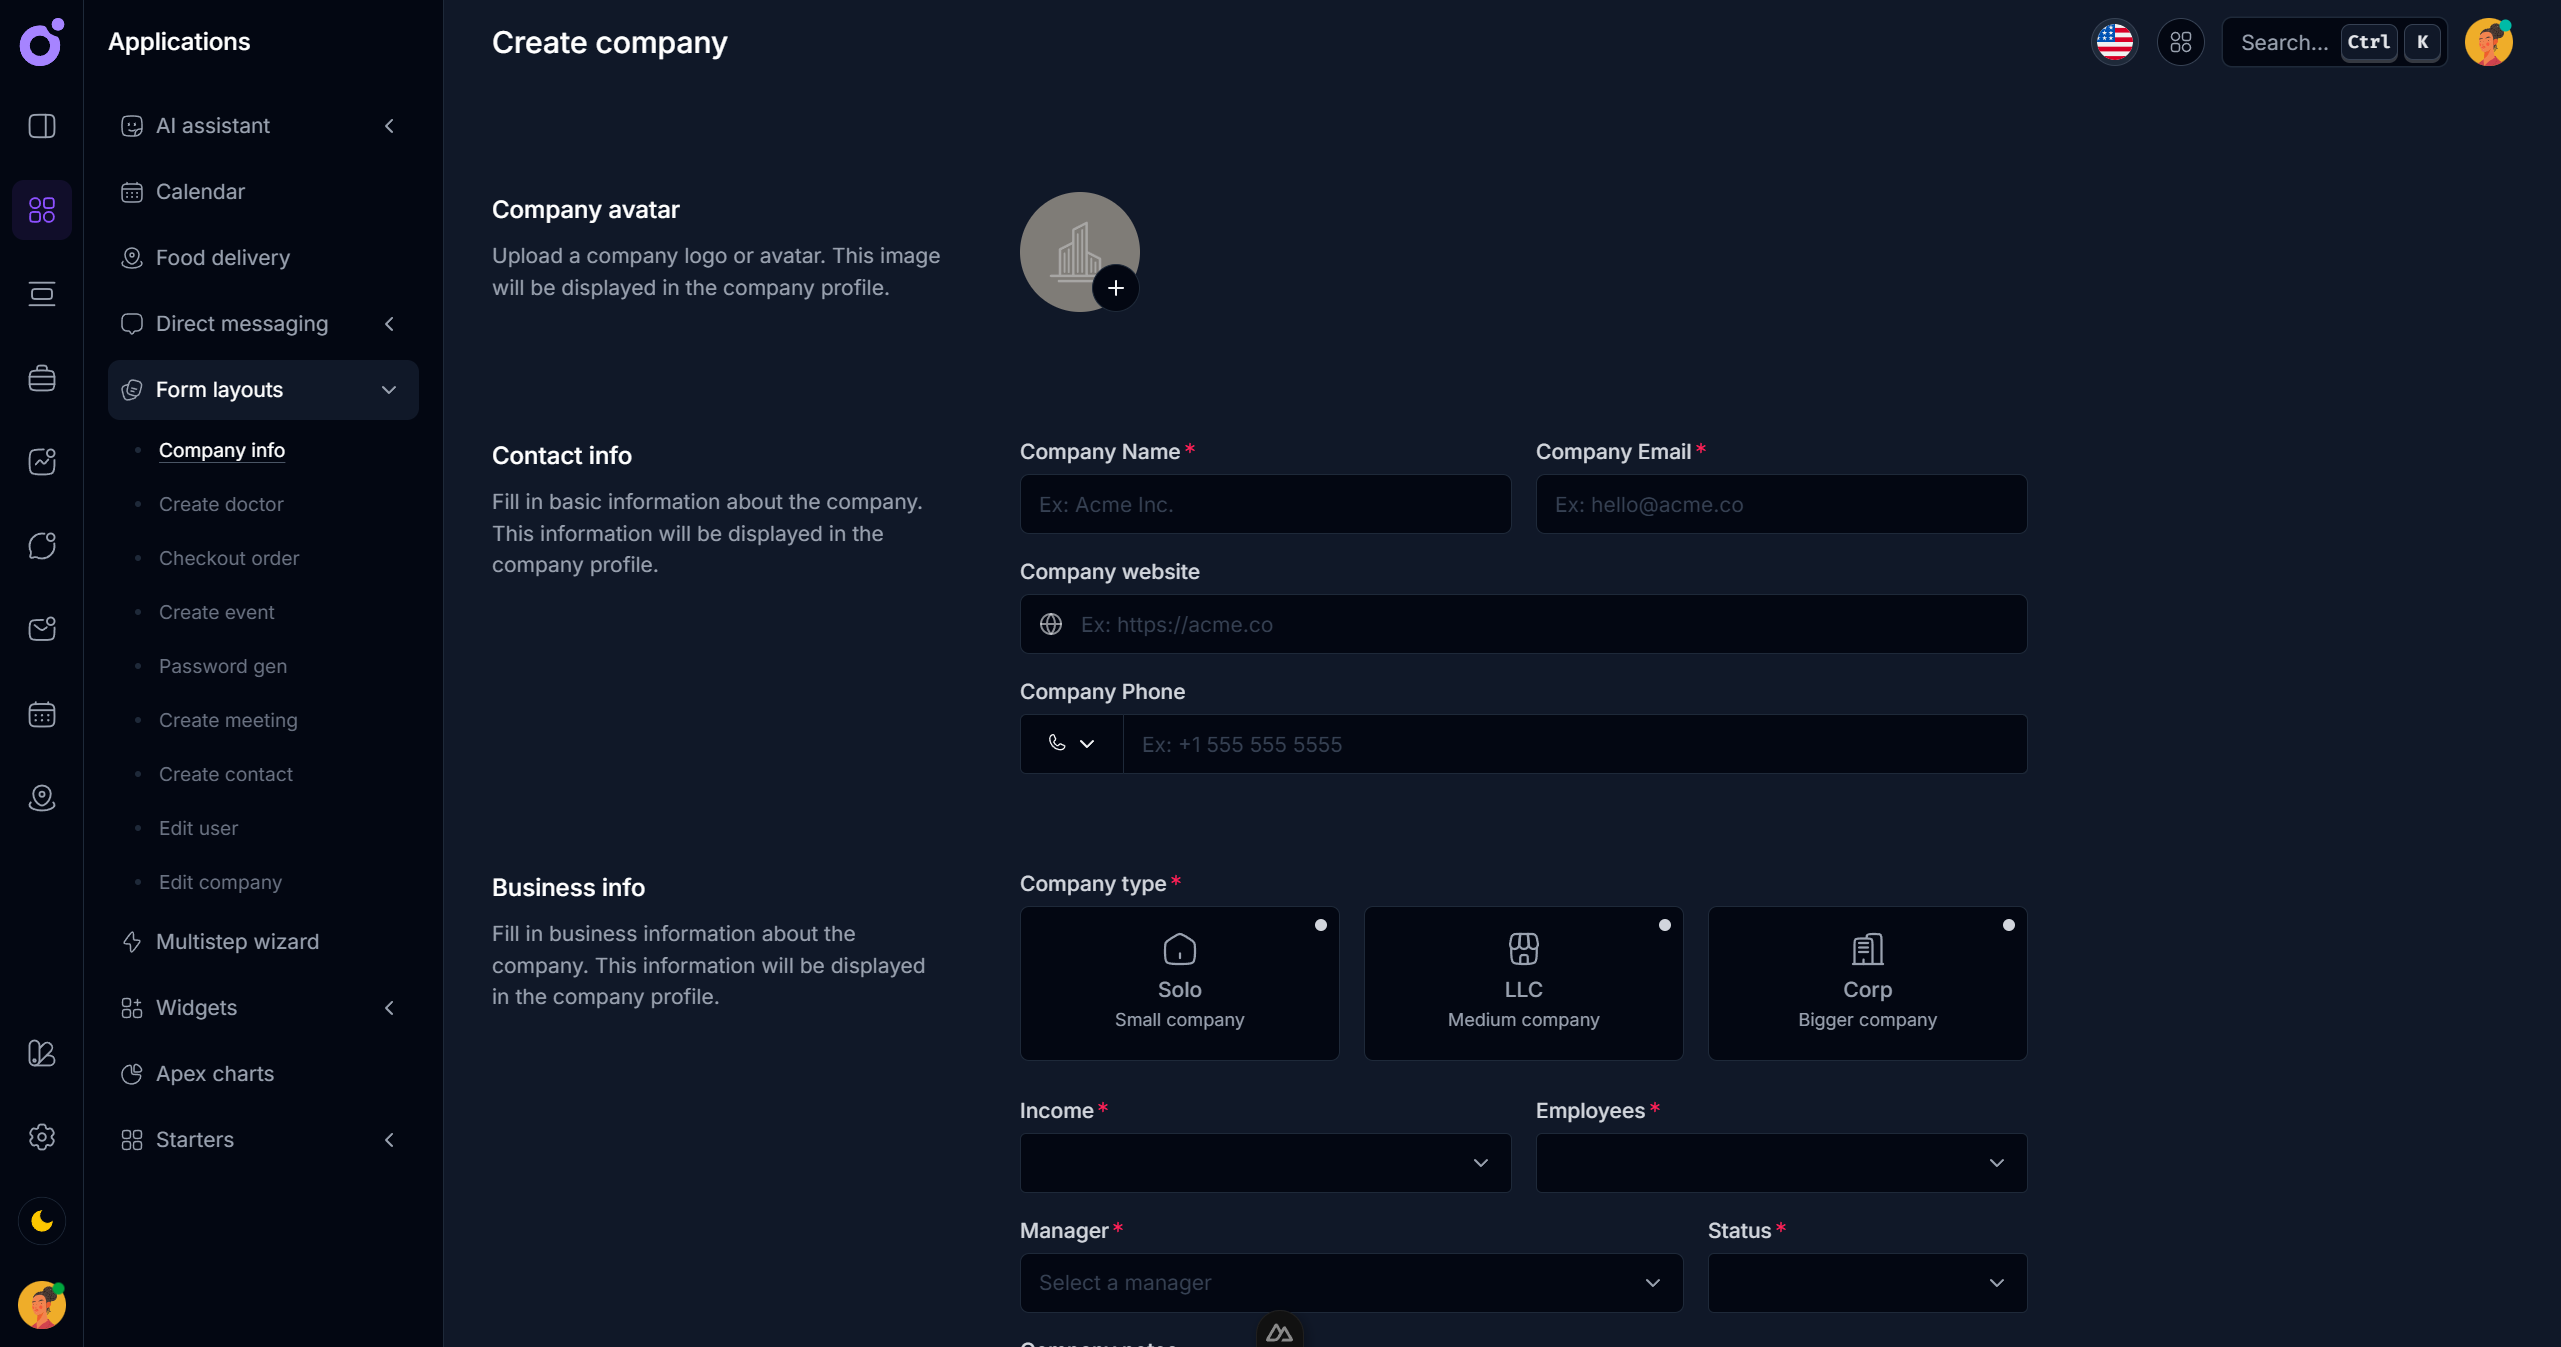 Applications
AI assistant
Calendar
Food delivery
Direct messaging
Form layouts
Company info
Create doctor
Checkout order
Create event
Password gen
Create meeting
Create contact
Edit user
Edit company
Multistep wizard
Widgets
Apex charts
Starters
Create company
Search... Ctrl K
Company avatar
Upload a company logo or avatar. This image
will be displayed in the company profile.
Contact info
Fill in basic information about the company.
This information will be displayed in the
company profile.
Company Name* Company Email*
Ex: Acme Inc. Ex: hello@acme.co
Company website
Ex: https://acme.co
Company Phone
Ex: +1 555 555 5555
Business info
Fill in business information about the
company. This information will be displayed
in the company profile.
Company type*
Solo
Small company
LLC
Medium company
Corp
Bigger company
Income* Employees*
Manager* Status*
Select a manager